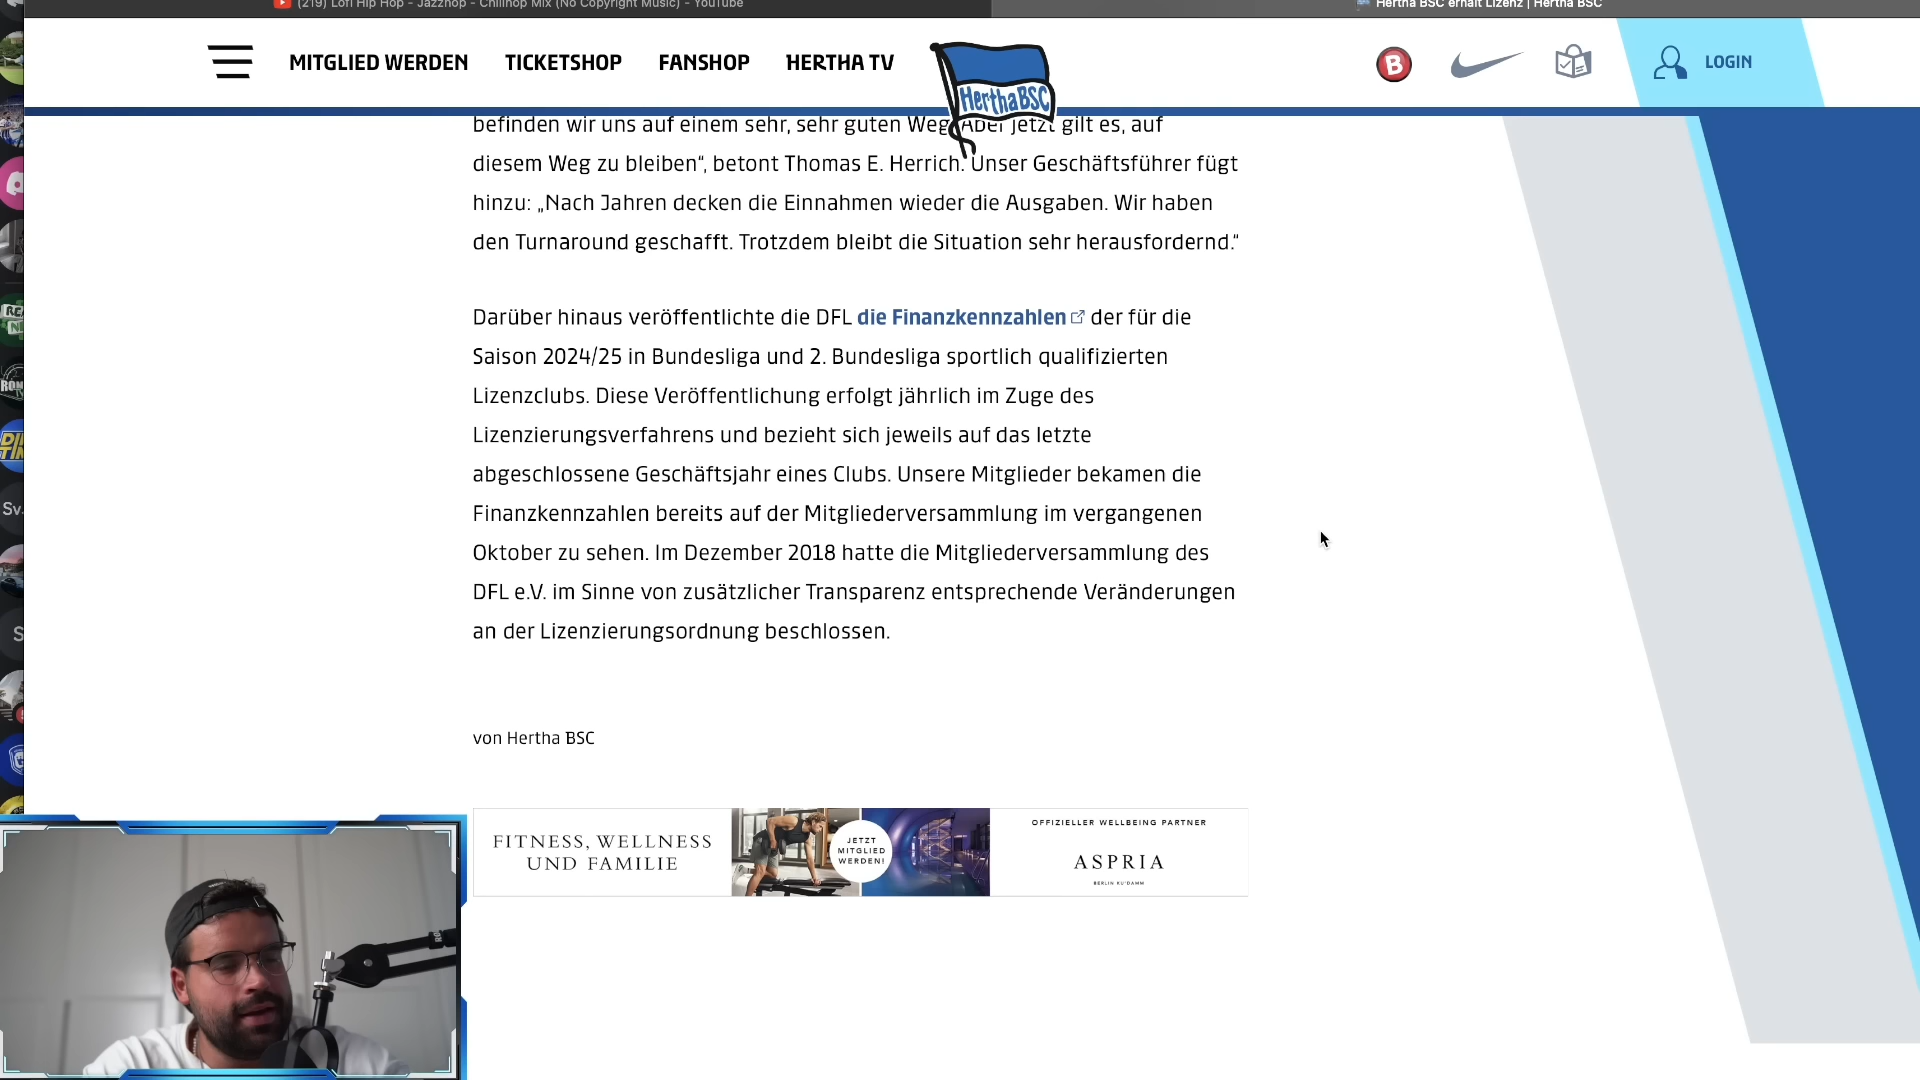 (219) Lofi Hip Hop - Jazzhop - Chillhop Mix (No Copyright Music) - YouTube
Hertha BSC erhält Lizenz | Hertha BSC
MITGLIED WERDEN
TICKETSHOP
FANSHOP
HERTHA TV
HerthaBSC
B
LOGIN
befinden wir uns auf einem sehr, sehr guten Weg. Aber jetzt gilt es, auf
diesem Weg zu bleiben“, betont Thomas E. Herrich. Unser Geschäftsführer fügt
hinzu: „Nach Jahren decken die Einnahmen wieder die Ausgaben. Wir haben
den Turnaround geschafft. Trotzdem bleibt die Situation sehr herausfordernd.“
Darüber hinaus veröffentlichte die DFL die Finanzkennzahlen der für die
Saison 2024/25 in Bundesliga und 2. Bundesliga sportlich qualifizierten
Lizenzclubs. Diese Veröffentlichung erfolgt jährlich im Zuge des
Lizenzierungsverfahrens und bezieht sich jeweils auf das letzte
abgeschlossene Geschäftsjahr eines Clubs. Unsere Mitglieder bekamen die
Finanzkennzahlen bereits auf der Mitgliederversammlung im vergangenen
Oktober zu sehen. Im Dezember 2018 hatte die Mitgliederversammlung des
DFL e.V. im Sinne von zusätzlicher Transparenz entsprechende Veränderungen
an der Lizenzierungsordnung beschlossen.
von Hertha BSC
FITNESS, WELLNESS
UND FAMILIE
JETZT
MITGLIED
WERDEN!
OFFIZIELLER WELLBEING PARTNER
ASPRIA
BERLIN KU'DAMM
Sv.
S